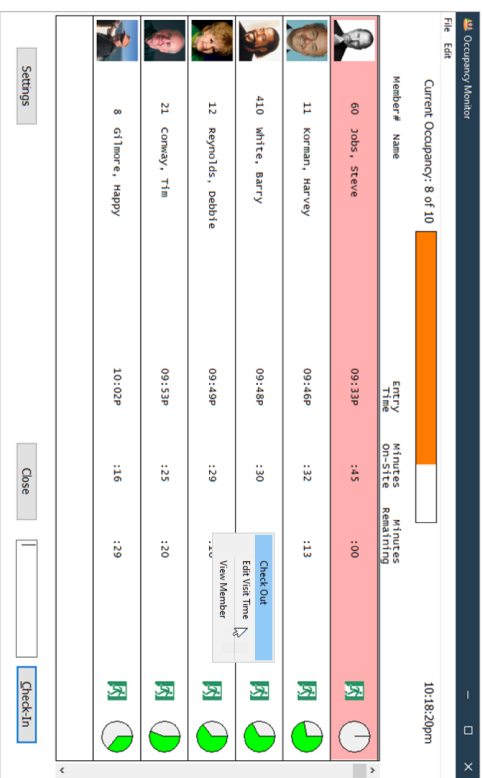 Occupancy Monitor
File Edit
Current Occupancy: 8 of 10 10:18:20pm
Member# Name Entry Time Minutes On-Site Minutes Remaining
60 Jobs, Steve 09:33P :45 :00
11 Korman, Harvey 09:46P :32 :13
410 White, Barry 09:48P :30
12 Reynolds, Debbie 09:49P :29
21 Conway, Tim 09:53P :25 :20
8 Gilmore, Happy 10:02P :16 :29
Check Out
Edit Visit Time
View Member
Settings Close Check-In